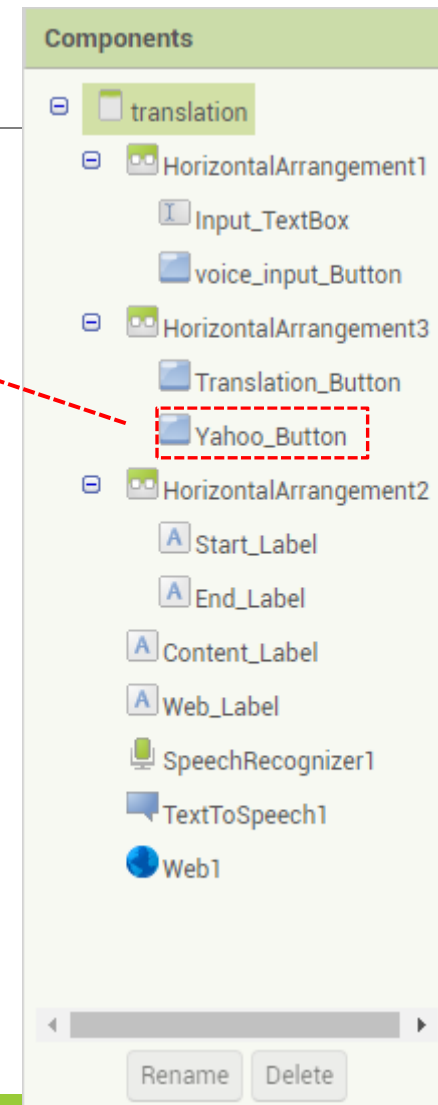 Components
translation
HorizontalArrangement1
Input_TextBox
voice_input_Button
HorizontalArrangement3
Translation_Button
Yahoo_Button
HorizontalArrangement2
Start_Label
End_Label
Content_Label
Web_Label
SpeechRecognizer1
TextToSpeech1
Web1
Rename Delete